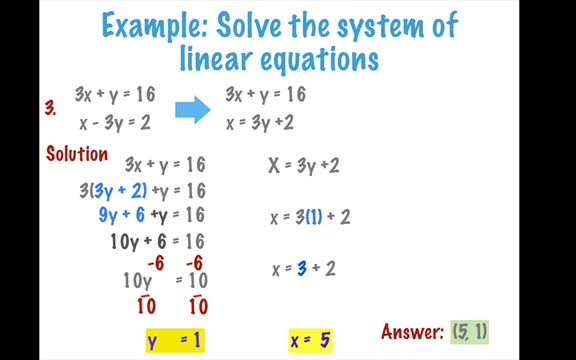 Example: Solve the system of
linear equations
3.
3x + y = 16
x - 3y = 2
3x + y = 16
x = 3y +2
Solution
3x + y = 16
3(3y + 2) +y = 16
9y + 6 +y = 16
10y + 6 = 16
-6 -6
10y = 10
10 10
y = 1
X = 3y +2
x = 3(1) + 2
x = 3 + 2
x = 5
Answer: (5, 1)